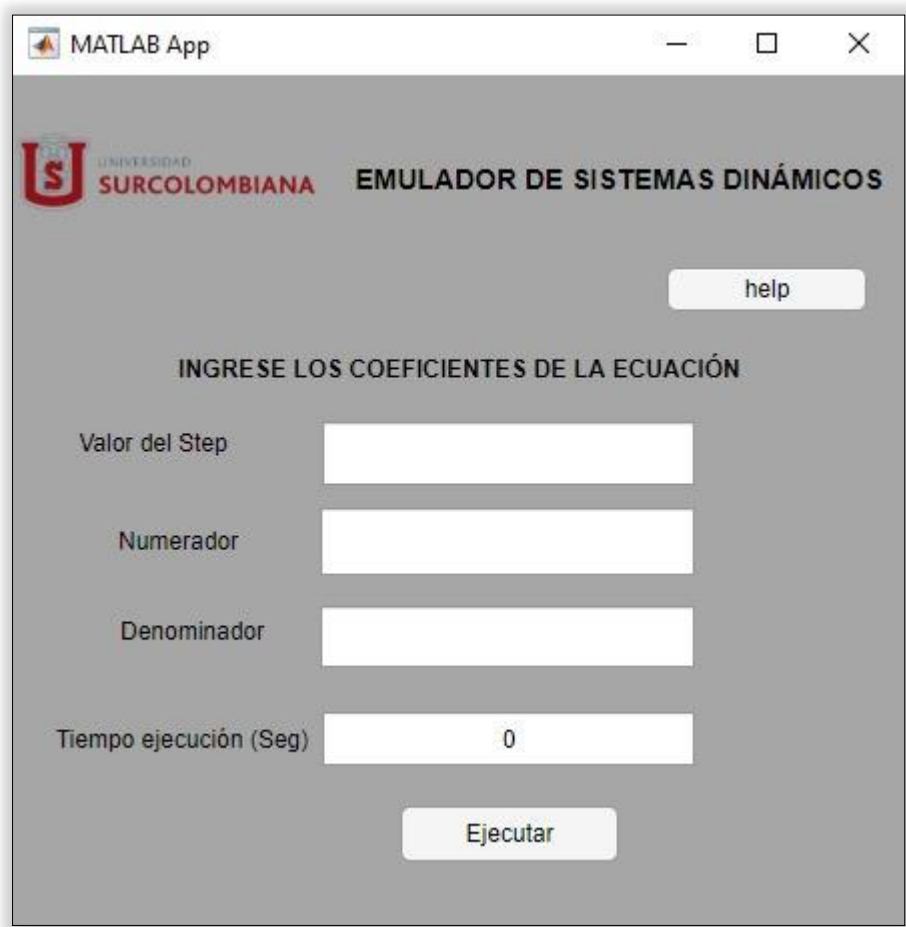 MATLAB App
UNIVERSIDAD
SURCOLOMBIANA
EMULADOR DE SISTEMAS DINÁMICOS
help
INGRESE LOS COEFICIENTES DE LA ECUACIÓN
Valor del Step
Numerador
Denominador
Tiempo ejecución (Seg) 0
Ejecutar